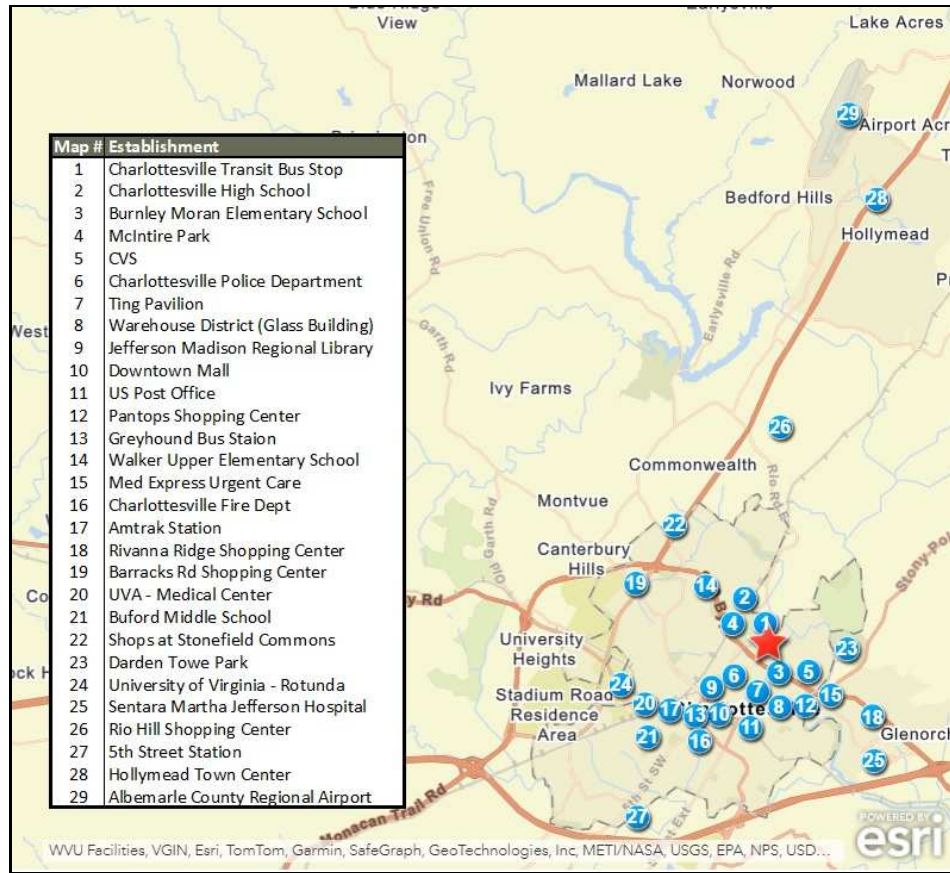 View
Lake Acres
Mallard Lake
Norwood
29
Airport Acr
Map # Establishment
1 Charlottesville Transit Bus Stop
2 Charlottesville High School
3 Burnley Moran Elementary School
4 McIntire Park
5 CVS
6 Charlottesville Police Department
7 Ting Pavilion
8 Warehouse District (Glass Building)
9 Jefferson Madison Regional Library
10 Downtown Mall
11 US Post Office
12 Pantops Shopping Center
13 Greyhound Bus Staion
14 Walker Upper Elementary School
15 Med Express Urgent Care
16 Charlottesville Fire Dept
17 Amtrak Station
18 Rivanna Ridge Shopping Center
19 Barracks Rd Shopping Center
20 UVA - Medical Center
21 Buford Middle School
22 Shops at Stonefield Commons
23 Darden Towe Park
24 University of Virginia - Rotunda
25 Sentara Martha Jefferson Hospital
26 Rio Hill Shopping Center
27 5th Street Station
28 Hollymead Town Center
29 Albemarle County Regional Airport
Free Union Rd
Bedford Hills
28
Hollymead
Earlysville Rd
West
Garth Rd
Ivy Farms
26
Commonwealth
Rio Rd E
Montvue
22
Garth Rd
Canterbury
Hills
19
14
2
Stony-Poi
Co
y Rd
4
1
University
Heights
23
ock H
24
6
3
5
9
7
Stadium Road
Residence
Area
20
17
13
10
8
12
15
18
21
16
11
Glenorch
25
5th St SW
27
Monacan Trail Rd
WVU Facilities, VGIN, Esri, TomTom, Garmin, SafeGraph, GeoTechnologies, Inc, METI/NASA, USGS, EPA, NPS, USD...
POWERED BY
esri